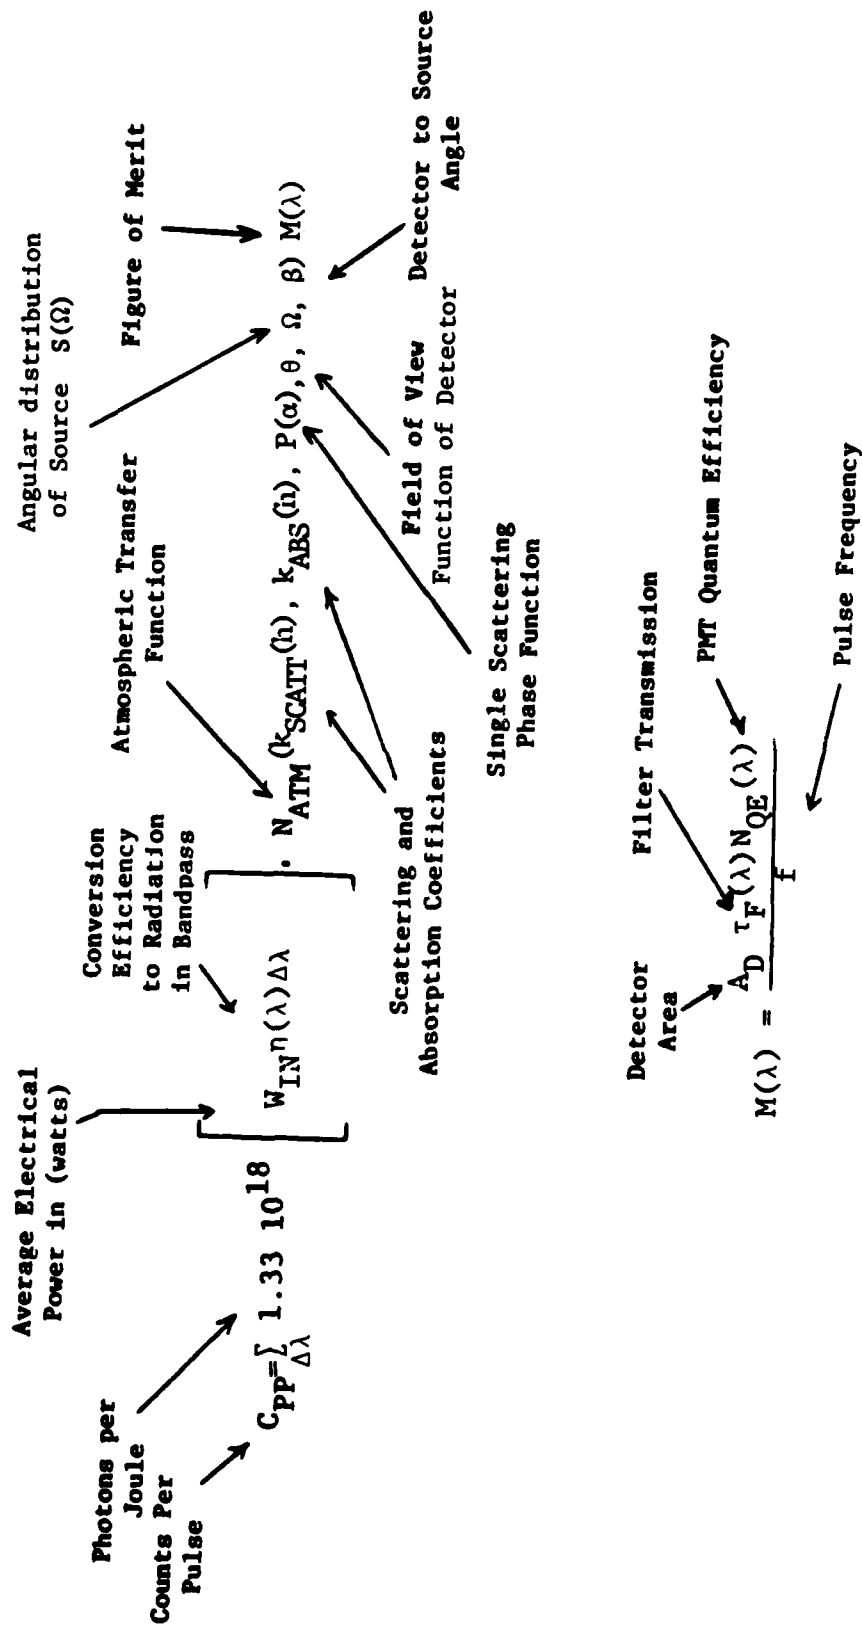 Photons per
Joule
Counts Per
Pulse
Average Electrical
Power in (watts)
Conversion
Efficiency
to Radiation
in Bandpass
Atmospheric Transfer
Function
Angular distribution
of Source S(Ω)
Figure of Merit
C_PP = Σ_Δλ 1.33 10^18 [ W_IN η(λ)Δλ ] · N_ATM (k_SCATT(h), k_ABS(h), P(α),θ, Ω, β) M(λ)
Scattering and
Absorption Coefficients
Single Scattering
Phase Function
Field of View
Function of Detector
Detector to Source
Angle
Detector
Area
Filter Transmission
PMT Quantum Efficiency
M(λ) = A_D τ_F(λ) N_QE(λ)
f
Pulse Frequency